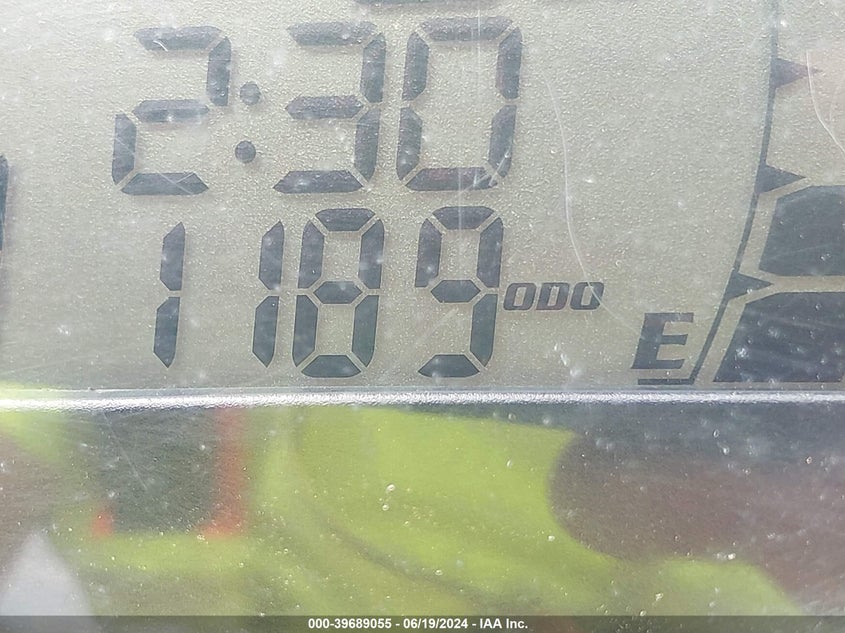 2:30
1189 ODO
E
000-39689055 - 06/19/2024 - IAA Inc.